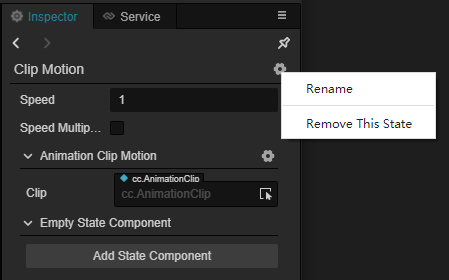 Inspector
Service
Clip Motion
Rename
Speed
1
Remove This State
Speed Multip...
Animation Clip Motion
cc.AnimationClip
Clip
cc.AnimationClip
Empty State Component
Add State Component